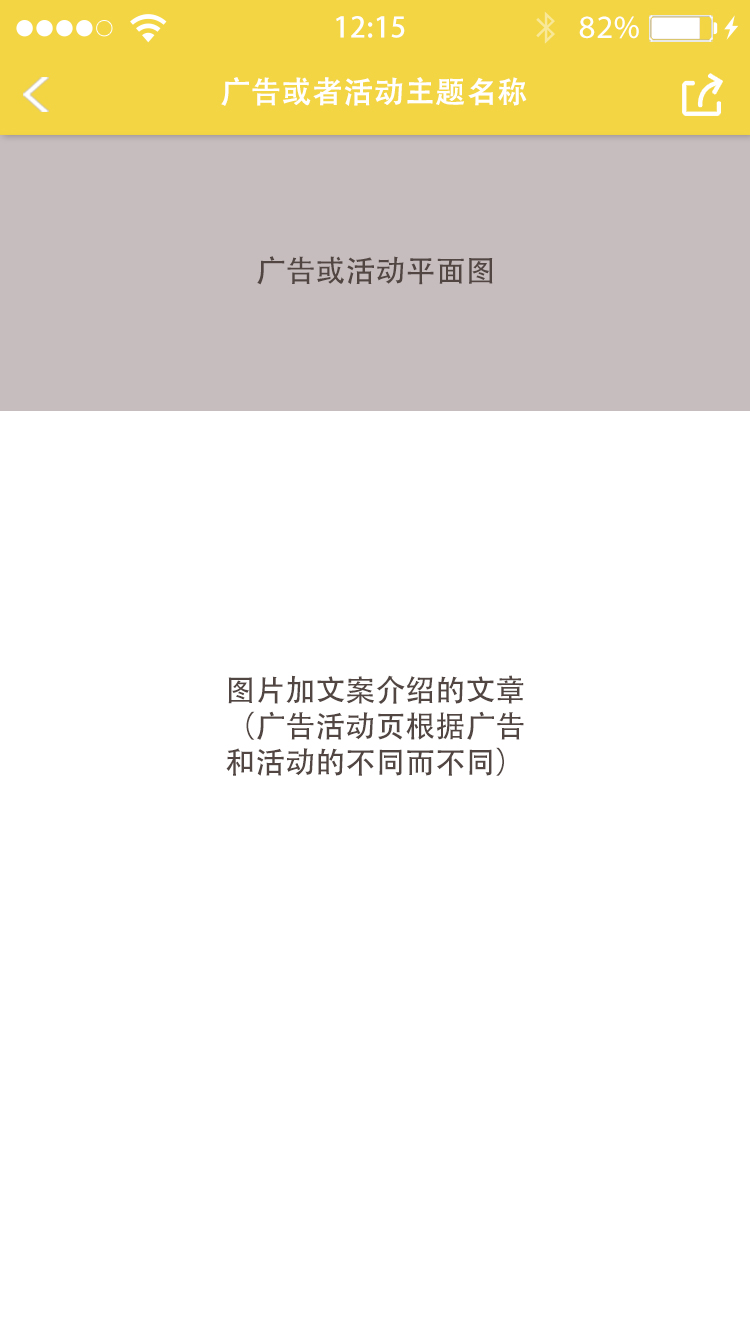 12:15
82%
广告或者活动主题名称
广告或活动平面图
图片加文案介绍的文章
（广告活动页根据广告
和活动的不同而不同）